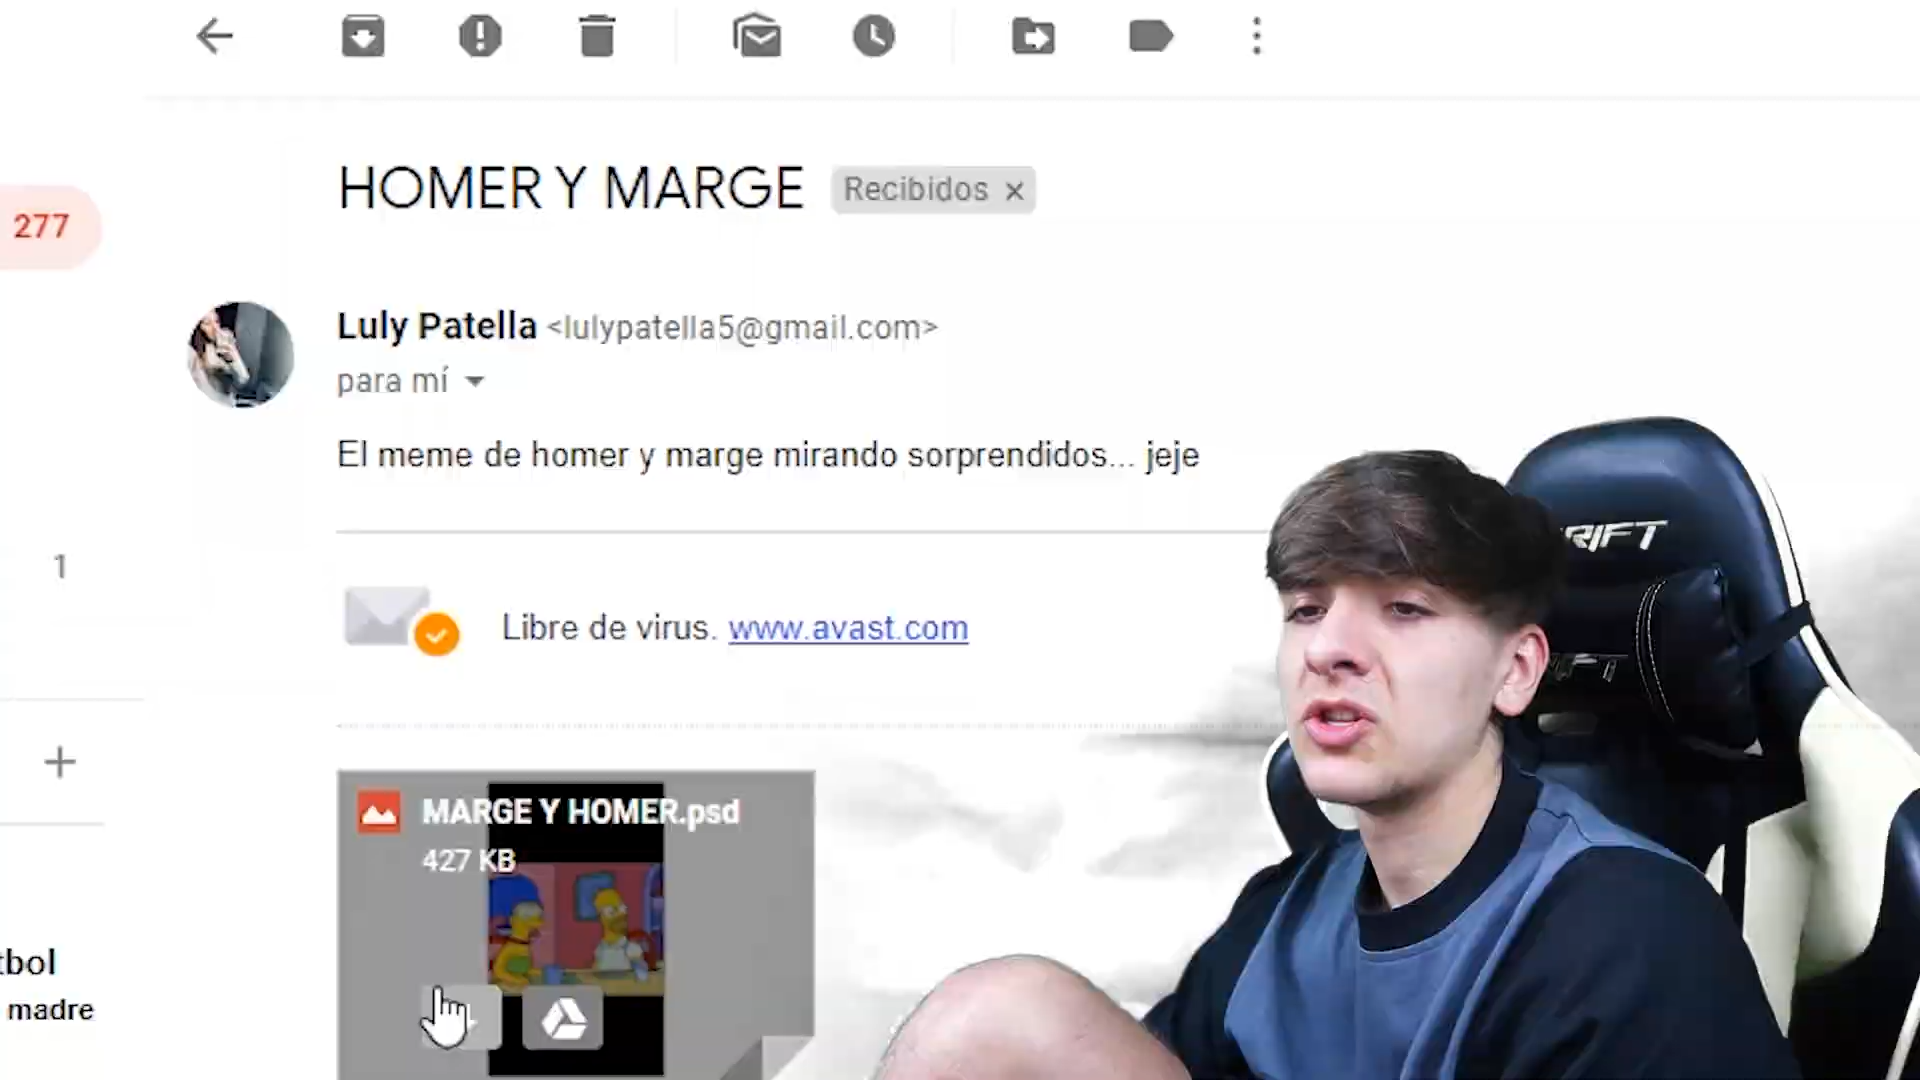 HOMER Y MARGE
Recibidos ×
277
Luly Patella <lulypatella5@gmail.com>
para mí
El meme de homer y marge mirando sorprendidos... jeje
1
Libre de virus. www.avast.com
MARGE Y HOMER.psd
427 KB
tbol
madre